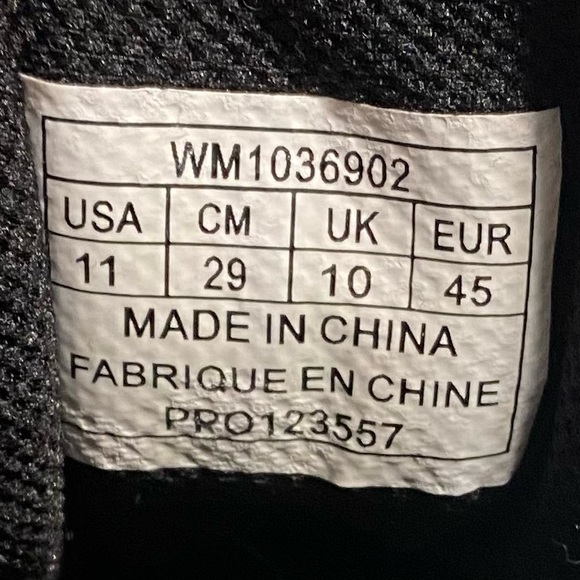 WM1036902
USA CM UK EUR
11 29 10 45
MADE IN CHINA
FABRIQUE EN CHINE
PRO123557